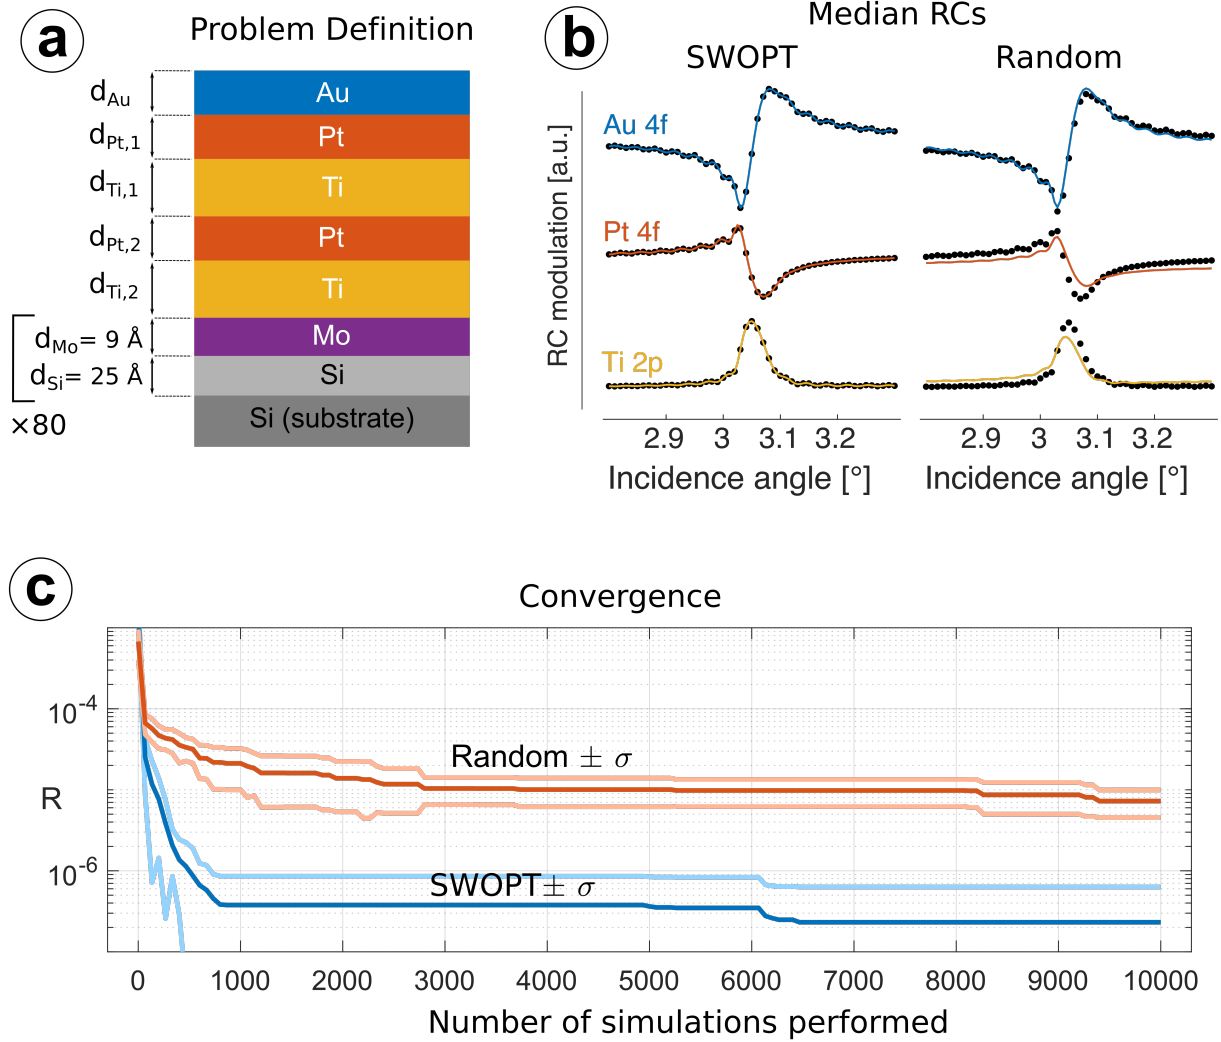 a
Problem Definition
d_Au
Au
d_Pt,1
Pt
d_Ti,1
Ti
d_Pt,2
Pt
d_Ti,2
Ti
d_Mo= 9 Å
Mo
d_Si= 25 Å
Si
×80
Si (substrate)
b
Median RCs
SWOPT
Random
RC modulation [a.u.]
Au 4f
Pt 4f
Ti 2p
2.9 3 3.1 3.2
Incidence angle [°]
2.9 3 3.1 3.2
Incidence angle [°]
c
Convergence
R
10^-4
10^-6
Random ± σ
SWOPT± σ
0 1000 2000 3000 4000 5000 6000 7000 8000 9000 10000
Number of simulations performed